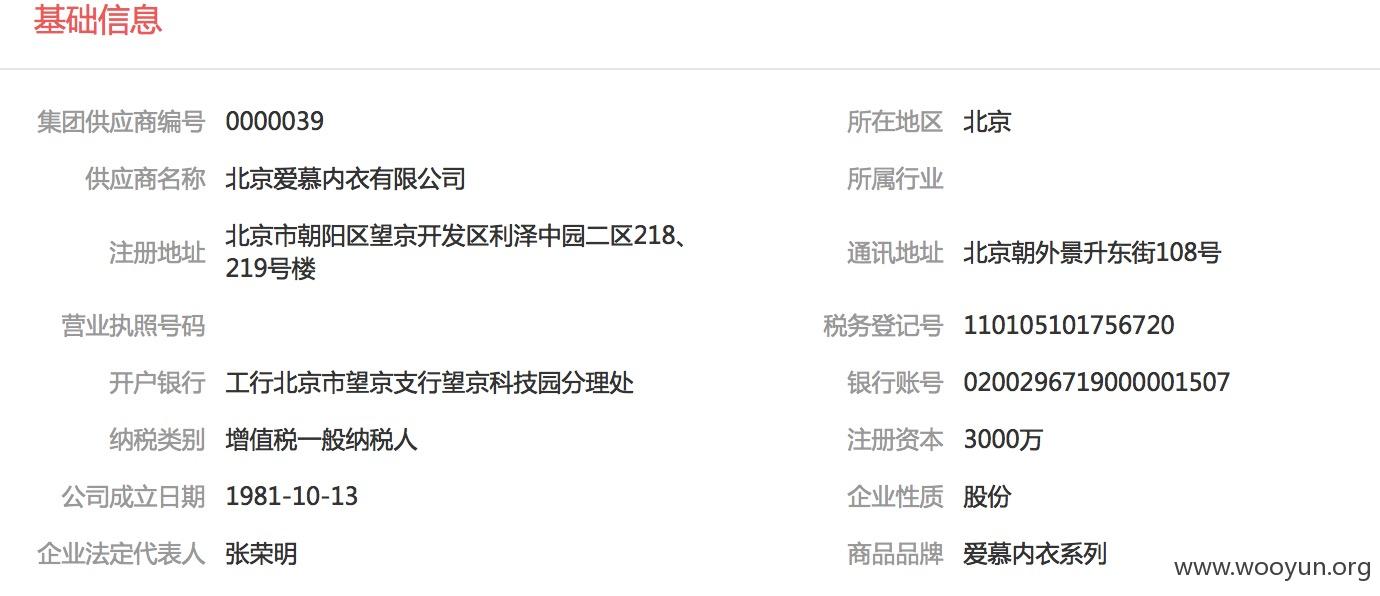 基础信息
集团供应商编号 0000039 所在地区 北京
供应商名称 北京爱慕内衣有限公司 所属行业
注册地址 北京市朝阳区望京开发区利泽中园二区218、
219号楼 通讯地址 北京朝外景升东街108号
营业执照号码 税务登记号 110105101756720
开户银行 工行北京市望京支行望京科技园分理处 银行账号 0200296719000001507
纳税类别 增值税一般纳税人 注册资本 3000万
公司成立日期 1981-10-13 企业性质 股份
企业法定代表人 张荣明 商品品牌 爱慕内衣系列
www.wooyun.org